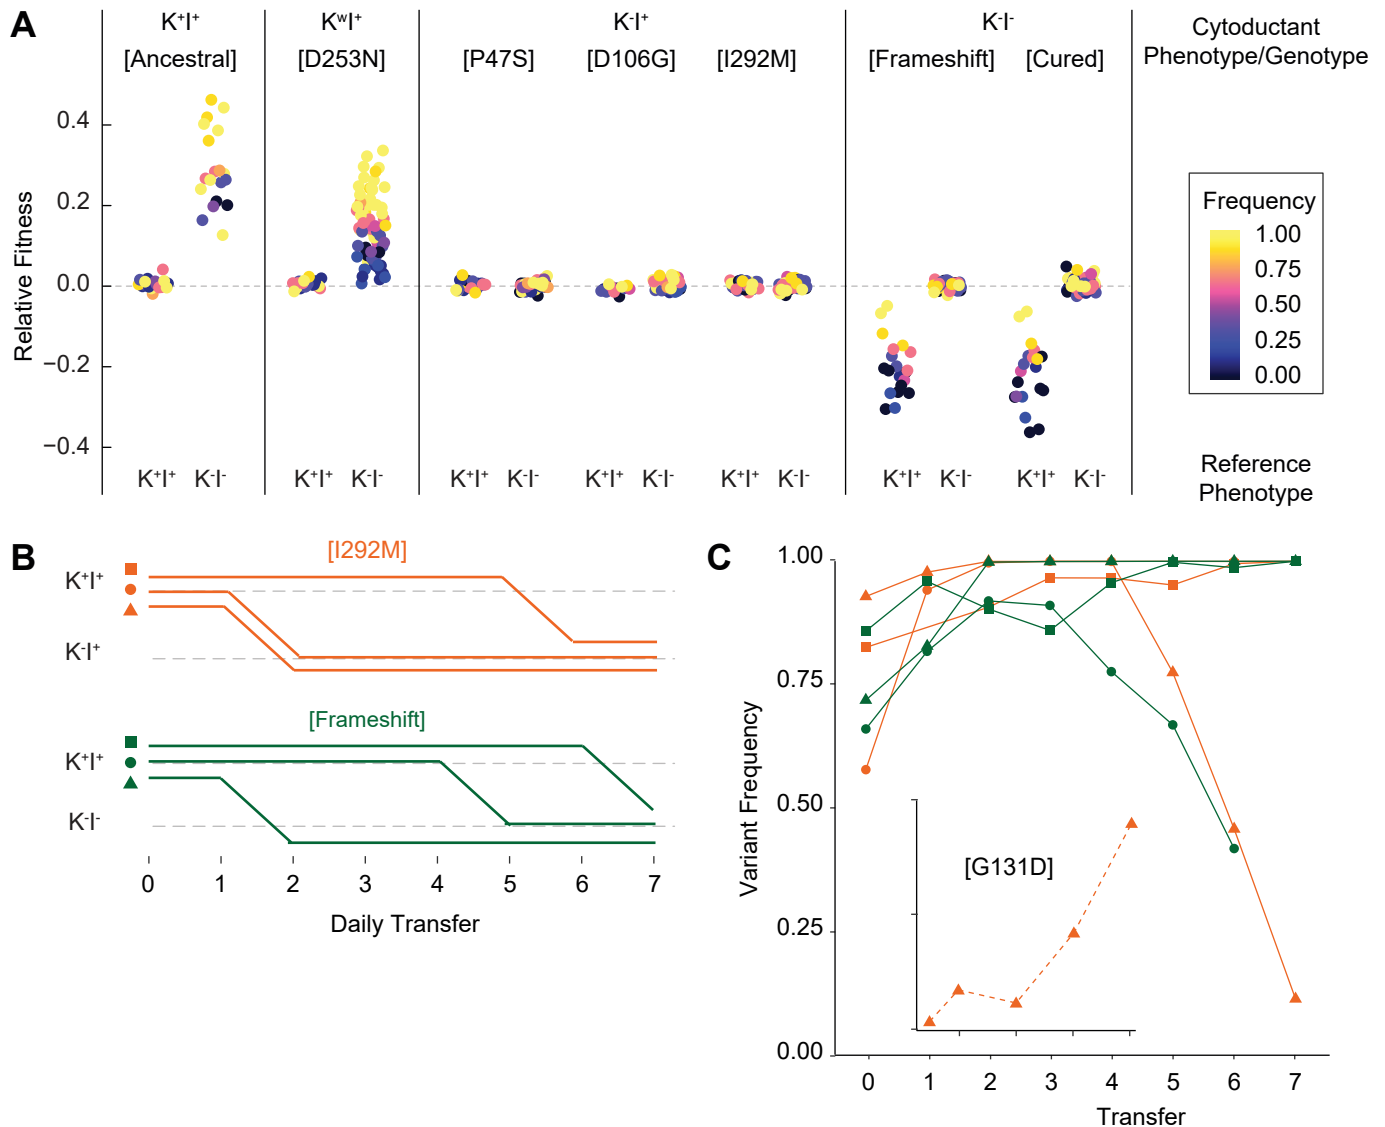 A
K⁺I⁺ KʷI⁺ K⁻I⁺ K⁻I⁻ Cytoductant
[Ancestral] [D253N] [P47S] [D106G] [I292M] [Frameshift] [Cured] Phenotype/Genotype
Relative Fitness
0.4
0.2
0.0
−0.2
−0.4
Frequency
1.00
0.75
0.50
0.25
0.00
K⁺I⁺ K⁻I⁻ K⁺I⁺ K⁻I⁻ K⁺I⁺ K⁻I⁻ K⁺I⁺ K⁻I⁻ K⁺I⁺ K⁻I⁻ K⁺I⁺ K⁻I⁻ K⁺I⁺ K⁻I⁻
Reference
Phenotype
B
[I292M]
K⁺I⁺
K⁻I⁺
[Frameshift]
K⁺I⁺
K⁻I⁻
0 1 2 3 4 5 6 7
Daily Transfer
C
Variant Frequency
1.00
0.75
0.50
0.25
0.00
[G131D]
0 1 2 3 4 5 6 7
Transfer